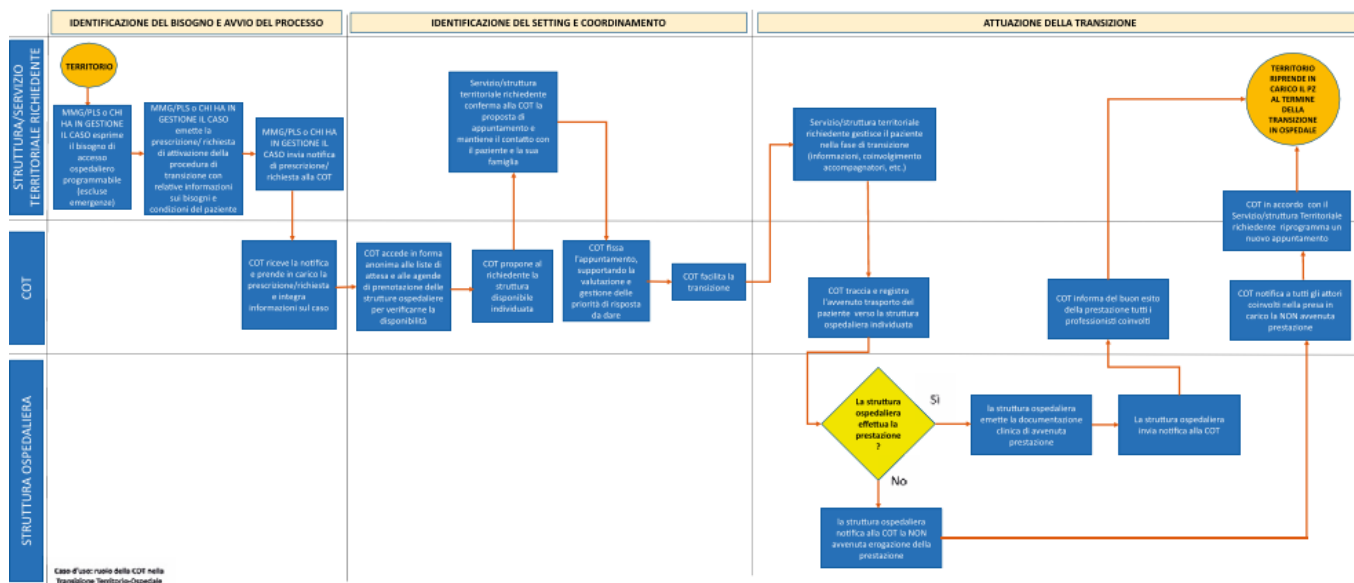 IDENTIFICAZIONE DEL BISOGNO E AVVIO DEL PROCESSO
IDENTIFICAZIONE DEL SETTING E COORDINAMENTO
ATTUAZIONE DELLA TRANSIZIONE
STRUTTURA/SERVIZIO
TERRITORIALE RICHIEDENTE
TERRITORIO
MMG/PLS o CHI HA
IN GESTIONE IL
CASO esprime il
bisogno di
accesso
ospedaliero
programmabile
(escluse
emergenze)
MMG/PLS o CHI HA IN
GESTIONE IL CASO
emette la
prescrizione/ richiesta
di attivazione della
procedura di
transizione con
relative informazioni
sui bisogni e
condizioni del paziente
MMG/PLS o CHI HA
IN GESTIONE IL
CASO invia notifica
di prescrizione/
richiesta alla COT
Servizio/struttura
territoriale richiedente
conferma alla COT la
proposta di
appuntamento e
mantiene il contatto con
il paziente e la sua
famiglia
Servizio/struttura territoriale
richiedente gestisce il paziente
nella fase di transizione
(informazioni, coinvolgimento
accompagnatori, etc.)
TERRITORIO
RIPRENDE IN
CARICO IL PZ
AL TERMINE
DELLA
TRANSIZIONE
IN OSPEDALE
COT in accordo con il
Servizio/struttura Territoriale
richiedente riprogramma un
nuovo appuntamento
COT
COT riceve la notifica
e prende in carico la
prescrizione/richiesta
e integra
informazioni sul caso
COT accede in forma
anonima alle liste di
attesa e alle agende
di prenotazione delle
strutture ospedaliere
per verificarne la
disponibilità
COT propone al
richiedente la
struttura
disponibile
individuata
COT fissa
l'appuntamento,
supportando la
valutazione e
gestione delle
priorità di risposta
da dare
COT facilita la
transizione
COT traccia e registra
l'avvenuto trasporto del
paziente verso la struttura
ospedaliera individuata
COT informa del buon esito
della prestazione tutti i
professionisti coinvolti
COT notifica a tutti gli attori
coinvolti nella presa in
carico la NON avvenuta
prestazione
STRUTTURA OSPEDALIERA
La struttura
ospedaliera
effettua la
prestazione
?
Sì
No
la struttura ospedaliera
emette la documentazione
clinica di avvenuta
prestazione
La struttura ospedaliera
invia notifica alla COT
la struttura ospedaliera
notifica alla COT la NON
avvenuta erogazione della
prestazione
Caso d'uso: ruolo della COT nella
Transizione Territorio-Ospedale